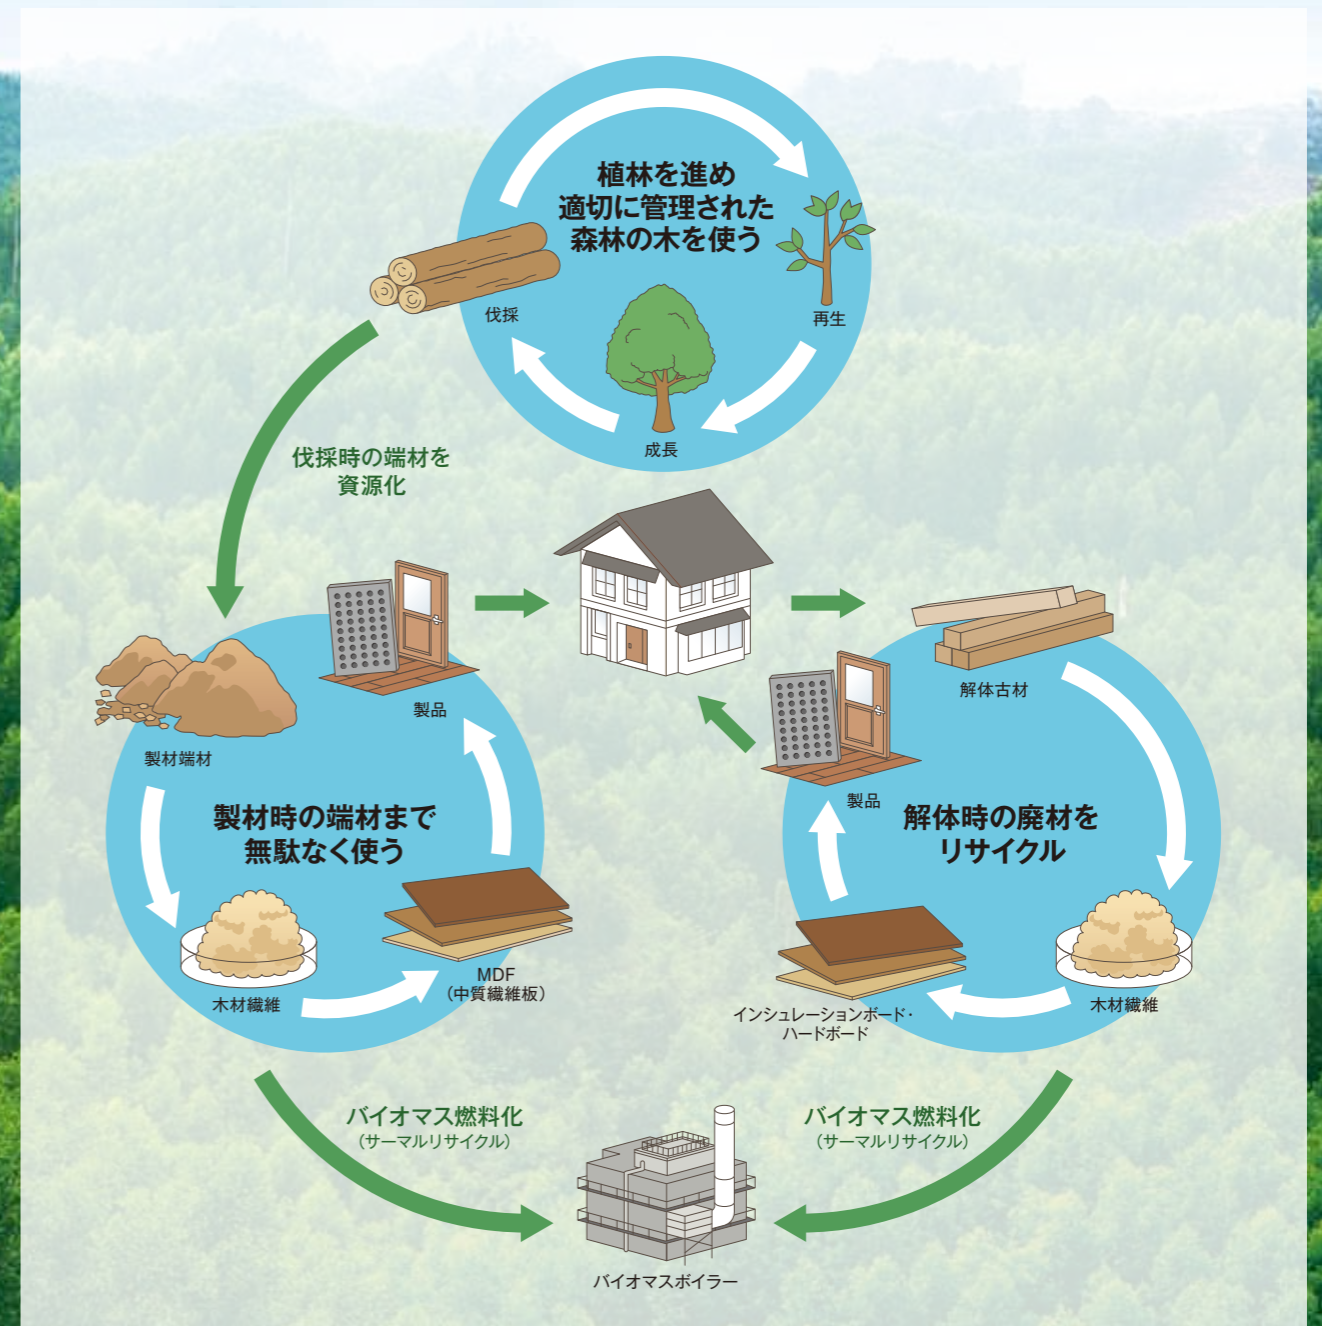 植林を進め
適切に管理された
森林の木を使う
伐採
再生
成長
伐採時の端材を
資源化
製品
製材端材
製材時の端材まで
無駄なく使う
木材繊維
MDF
（中質繊維板）
解体古材
製品
解体時の廃材を
リサイクル
インシュレーションボード・
ハードボード
木材繊維
バイオマス燃料化
（サーマルリサイクル）
バイオマス燃料化
（サーマルリサイクル）
バイオマスボイラー